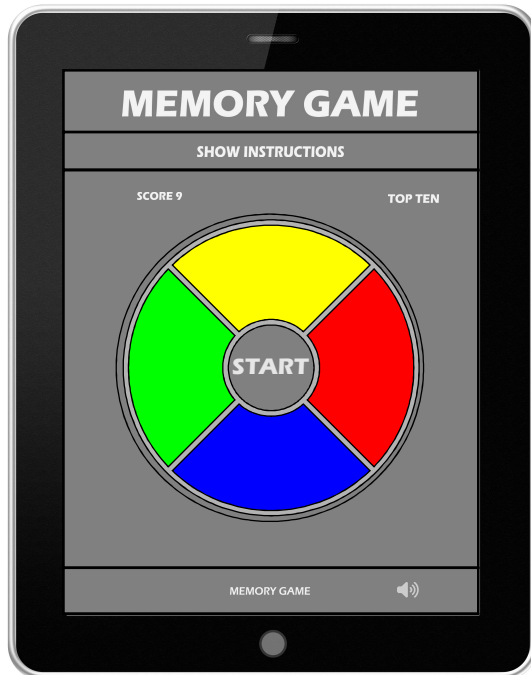 MEMORY GAME
SHOW INSTRUCTIONS
SCORE 9
TOP TEN
START
MEMORY GAME